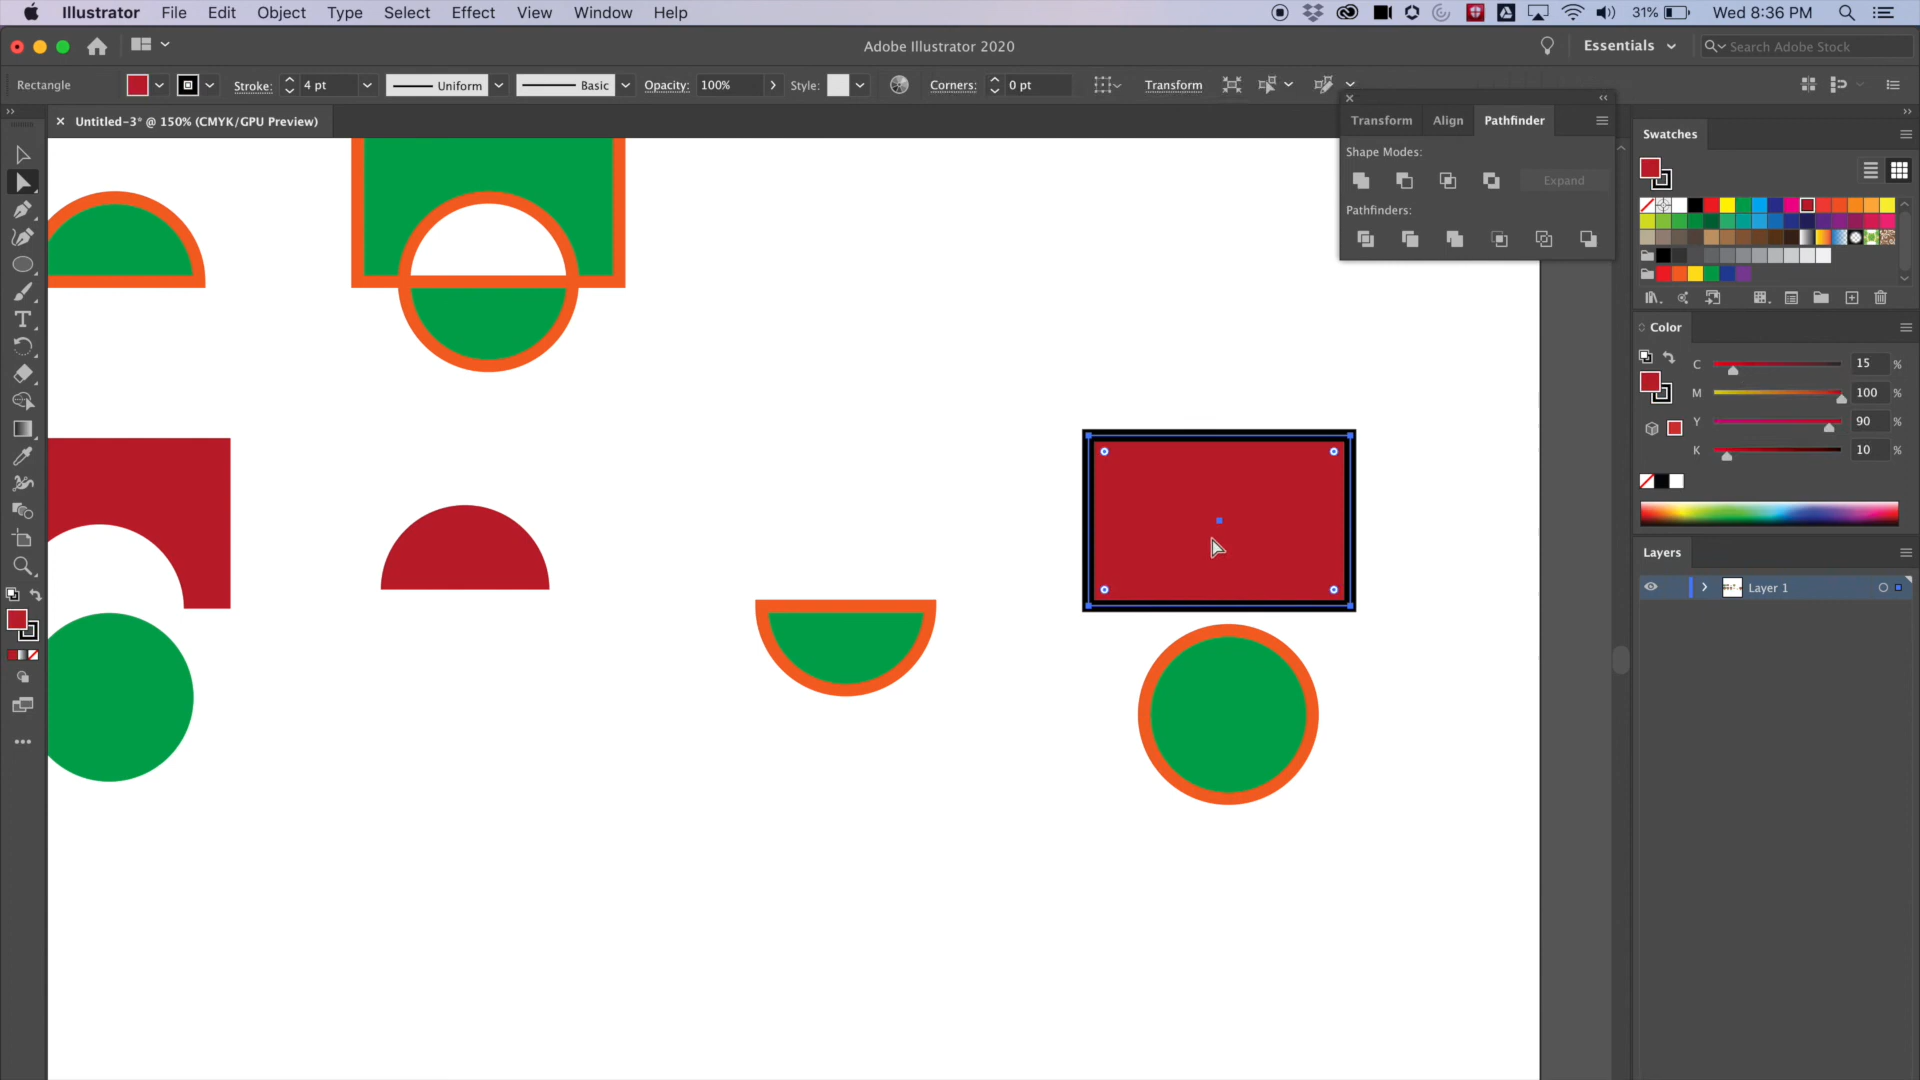 Illustrator File Edit Object Type Select Effect View Window Help 31% Wed 8:36 PM
Adobe Illustrator 2020 Essentials Search Adobe Stock
Rectangle Stroke: 4 pt Uniform Basic Opacity: 100% Style: Corners: 0 pt Transform
× Untitled-3* @ 150% (CMYK/GPU Preview)
Transform Align Pathfinder
Shape Modes:
Expand
Pathfinders:
Swatches
Color
C 15 %
M 100 %
Y 90 %
K 10 %
Layers
Layer 1